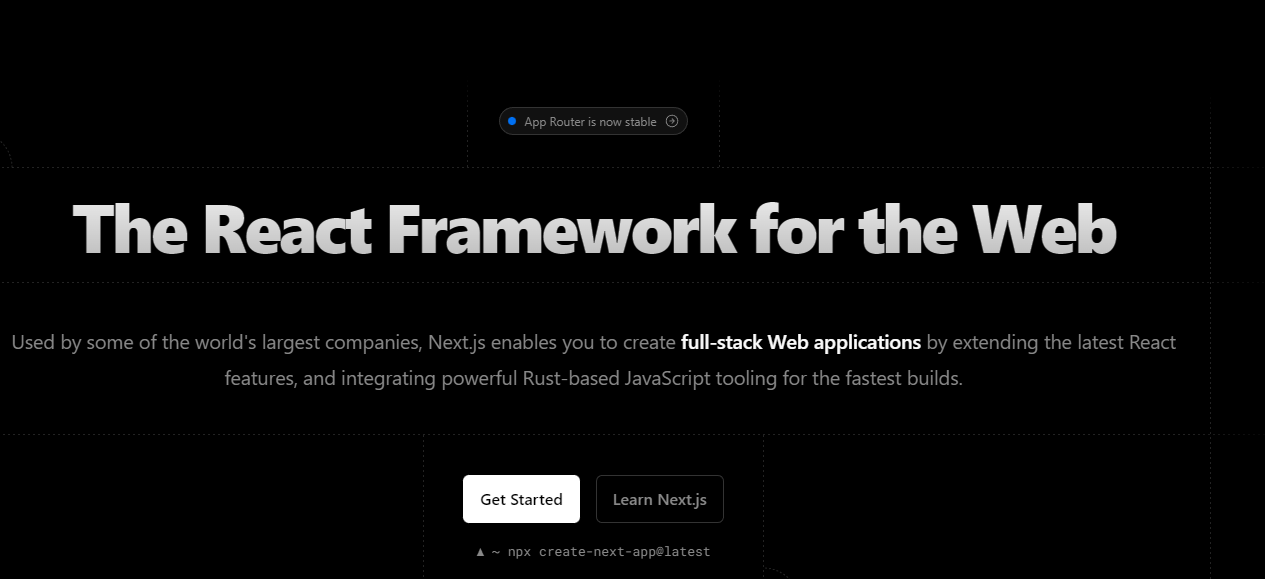 App Router is now stable
The React Framework for the Web
Used by some of the world's largest companies, Next.js enables you to create full-stack Web applications by extending the latest React
features, and integrating powerful Rust-based JavaScript tooling for the fastest builds.
Get Started
Learn Next.js
▲ ~ npx create-next-app@latest